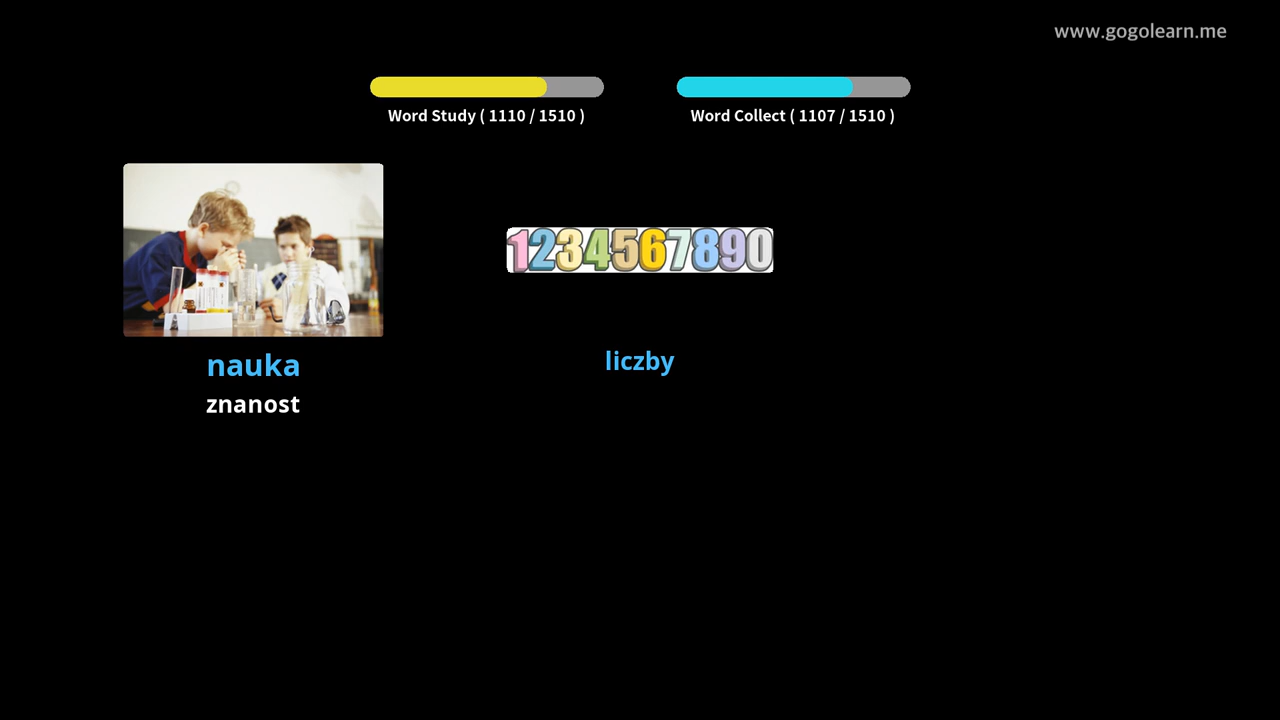 www.gogolearn.me
Word Study ( 1110 / 1510 )
Word Collect ( 1107 / 1510 )
1234567890
nauka
znanost
liczby